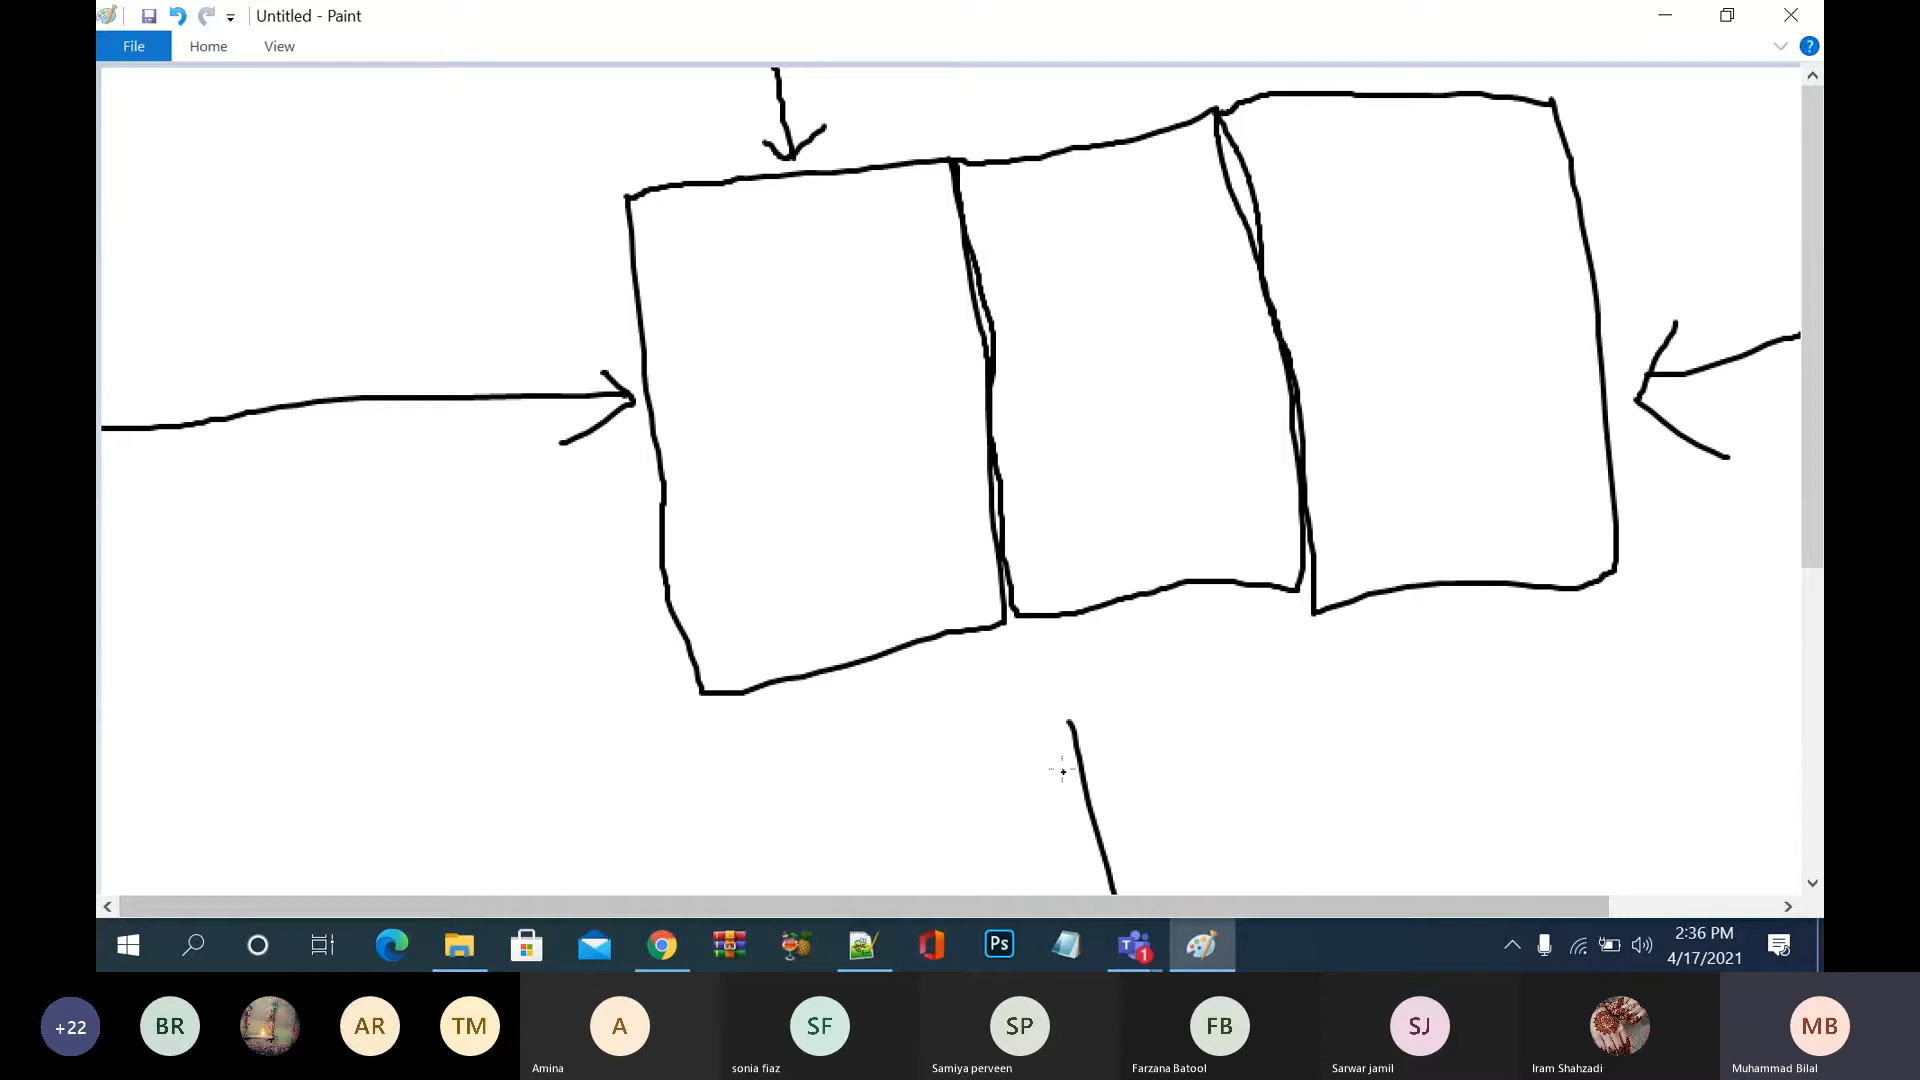 Untitled - Paint
File Home View
?
Ps
1
2:36 PM
4/17/2021
+22
BR
AR
TM
A
SF
SP
FB
SJ
MB
Amina
sonia fiaz
Samiya perveen
Farzana Batool
Sarwar jamil
Iram Shahzadi
Muhammad Bilal